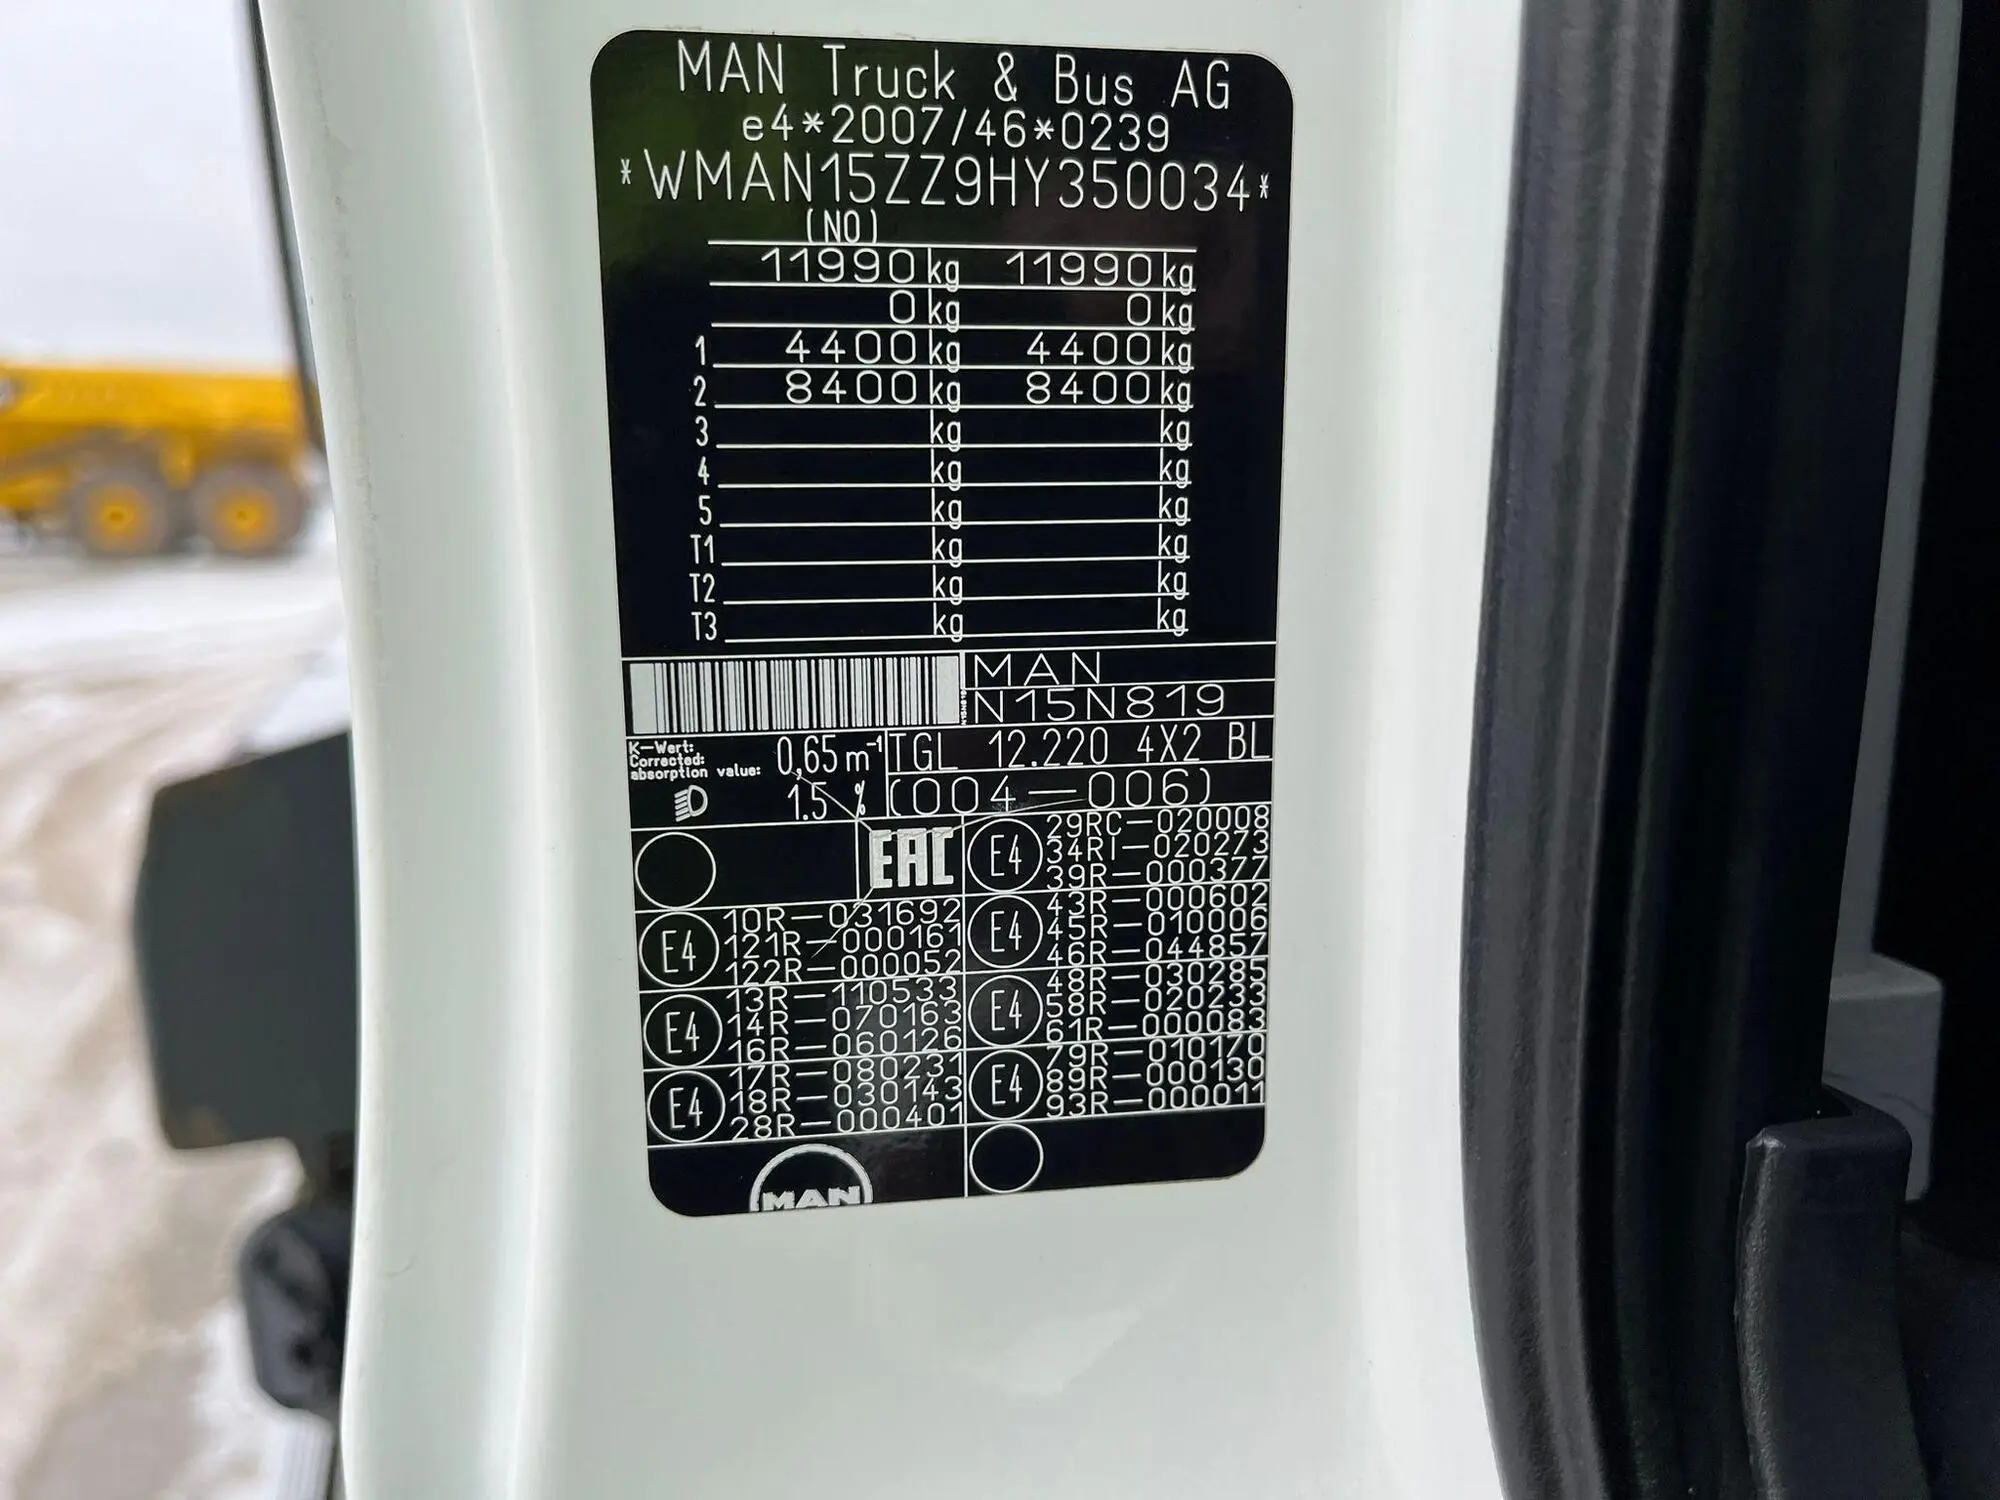 MAN Truck & Bus AG
e4*2007/46*0239
*WMAN15ZZ9HY350034*
(NO)
11990 kg 11990 kg
0 kg 0 kg
1 4400 kg 4400 kg
2 8400 kg 8400 kg
3 kg kg
4 kg kg
5 kg kg
T1 kg kg
T2 kg kg
T3 kg kg
MAN
N15N819
K-Wert:
Corrected:
absorption value: 0,65 m⁻¹
1.5 %
TGL 12.220 4X2 BL
(004-006)
EAC
E4
10R-031692
121R-000161
122R-000052
E4
13R-110533
14R-070163
16R-060126
E4
17R-080231
18R-030143
28R-000401
E4
29RC-020008
34RI-020273
39R-000377
E4
43R-000602
45R-010006
46R-044857
E4
48R-030285
58R-020233
61R-000083
E4
79R-010170
89R-000130
93R-000011
MAN